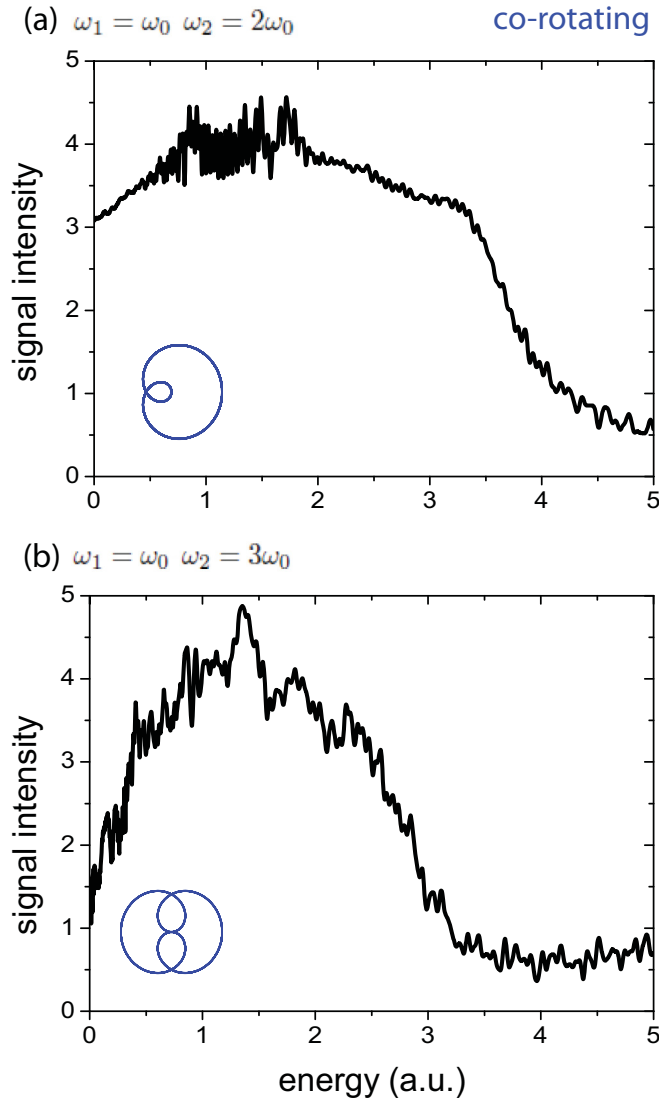 (a) ω₁ = ω₀ ω₂ = 2ω₀ co-rotating
5
4
3
2
1
0
signal intensity
0 1 2 3 4 5
(b) ω₁ = ω₀ ω₂ = 3ω₀
5
4
3
2
1
0
signal intensity
0 1 2 3 4 5
energy (a.u.)